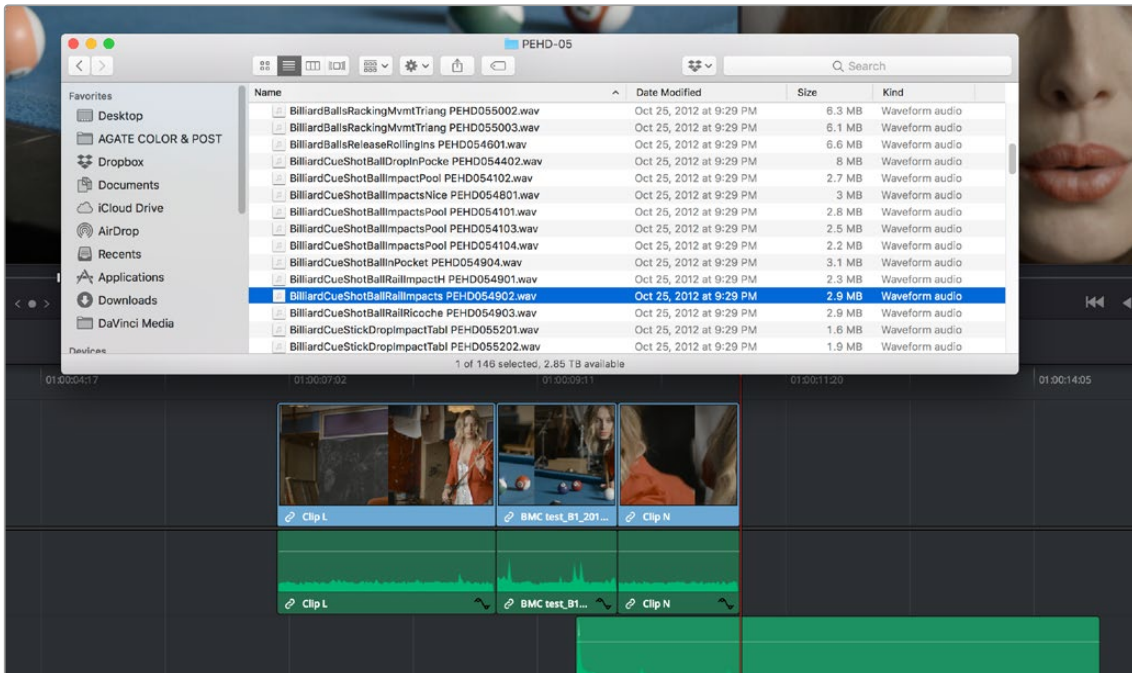 PEHD-05
Search
Favorites
Desktop
AGATE COLOR & POST
Dropbox
Documents
iCloud Drive
AirDrop
Recents
Applications
Downloads
DaVinci Media
Devices
Name Date Modified Size Kind
BilliardBallsRackingMvmtTriang PEHD055002.wav Oct 25, 2012 at 9:29 PM 6.3 MB Waveform audio
BilliardBallsRackingMvmtTriang PEHD055003.wav Oct 25, 2012 at 9:29 PM 6.1 MB Waveform audio
BilliardBallsReleaseRollingIns PEHD054601.wav Oct 25, 2012 at 9:29 PM 6.6 MB Waveform audio
BilliardCueShotBallDropInPocke PEHD054402.wav Oct 25, 2012 at 9:29 PM 8 MB Waveform audio
BilliardCueShotBallImpactPool PEHD054102.wav Oct 25, 2012 at 9:29 PM 2.7 MB Waveform audio
BilliardCueShotBallImpactsNice PEHD054801.wav Oct 25, 2012 at 9:29 PM 3 MB Waveform audio
BilliardCueShotBallImpactsPool PEHD054101.wav Oct 25, 2012 at 9:29 PM 2.8 MB Waveform audio
BilliardCueShotBallImpactsPool PEHD054103.wav Oct 25, 2012 at 9:29 PM 2.5 MB Waveform audio
BilliardCueShotBallImpactsPool PEHD054104.wav Oct 25, 2012 at 9:29 PM 2.2 MB Waveform audio
BilliardCueShotBallInPocket PEHD054904.wav Oct 25, 2012 at 9:29 PM 3.1 MB Waveform audio
BilliardCueShotBallRailImpactH PEHD054901.wav Oct 25, 2012 at 9:29 PM 2.3 MB Waveform audio
BilliardCueShotBallRailImpacts PEHD054902.wav Oct 25, 2012 at 9:29 PM 2.9 MB Waveform audio
BilliardCueShotBallRailRicoche PEHD054903.wav Oct 25, 2012 at 9:29 PM 2.9 MB Waveform audio
BilliardCueStickDropImpactTabl PEHD055201.wav Oct 25, 2012 at 9:29 PM 1.6 MB Waveform audio
BilliardCueStickDropImpactTabl PEHD055202.wav Oct 25, 2012 at 9:29 PM 1.9 MB Waveform audio
1 of 146 selected, 2.85 TB available
01:00:04:17 01:00:07:02 01:00:09:11 01:00:11:20 01:00:14:05
Clip L BMC test_B1_201... Clip N
Clip L BMC test_B1... Clip N